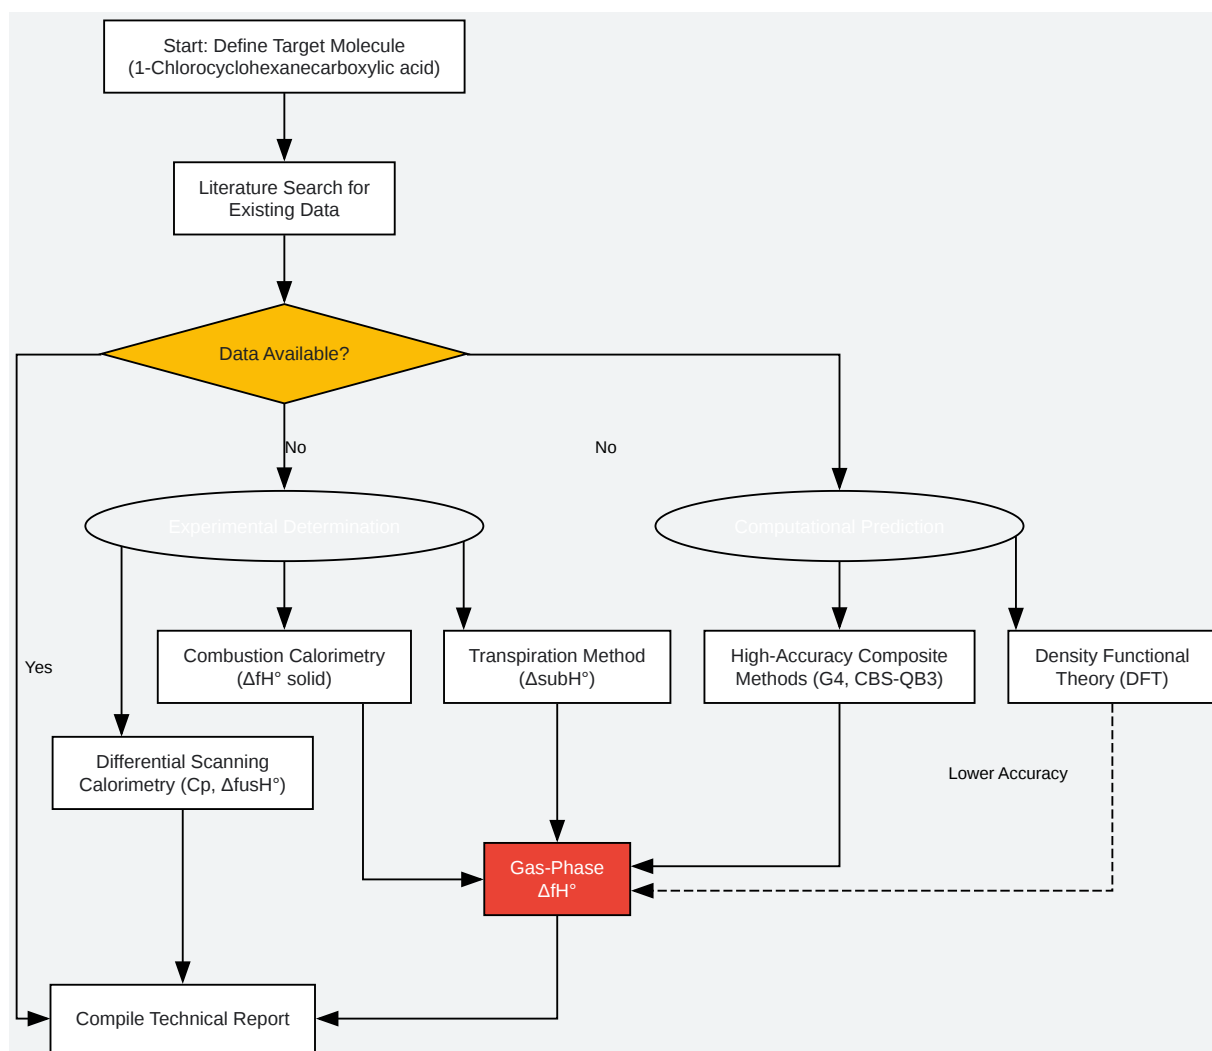 Start: Define Target Molecule
(1-Chlorocyclohexanecarboxylic acid)
Literature Search for
Existing Data
Data Available?
No
No
Experimental Determination
Computational Prediction
Yes
Combustion Calorimetry
(ΔfH° solid)
Transpiration Method
(ΔsubH°)
High-Accuracy Composite
Methods (G4, CBS-QB3)
Density Functional
Theory (DFT)
Differential Scanning
Calorimetry (Cp, ΔfusH°)
Lower Accuracy
Gas-Phase
ΔfH°
Compile Technical Report